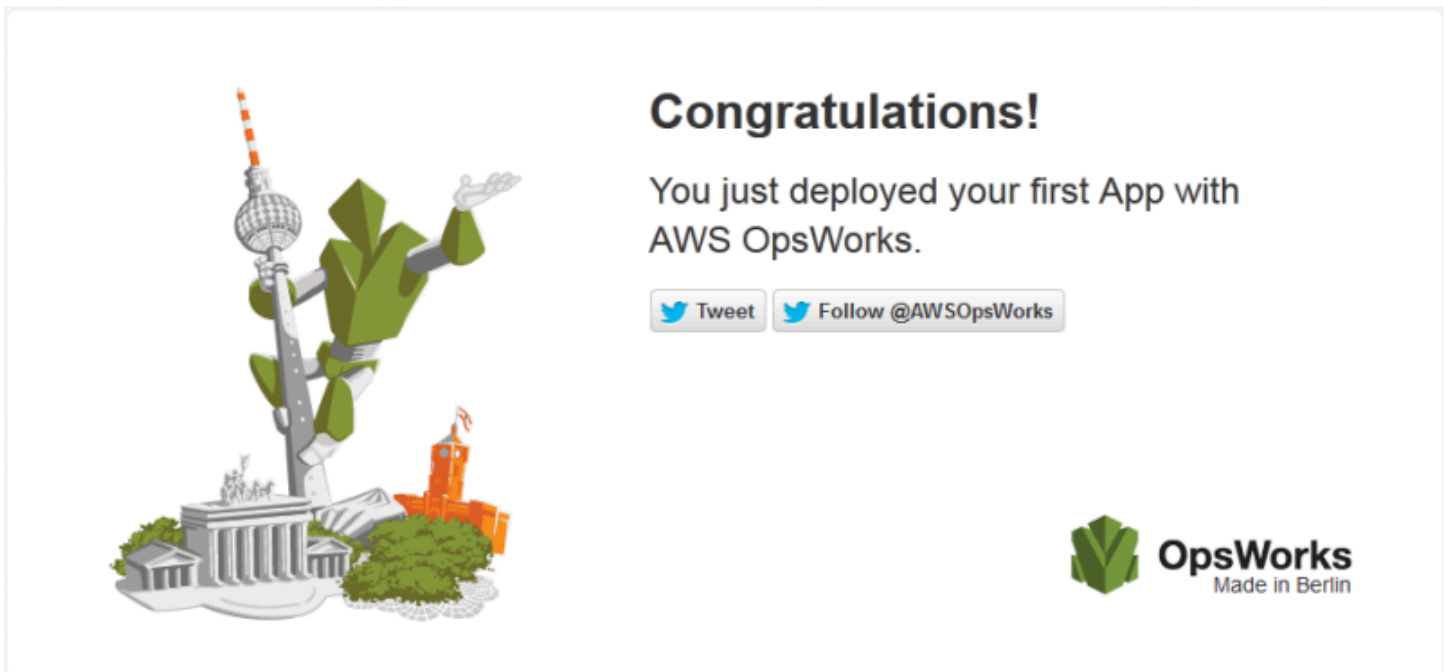 Congratulations!
You just deployed your first App with
AWS OpsWorks.
Tweet
Follow @AWSOpsWorks
OpsWorks
Made in Berlin